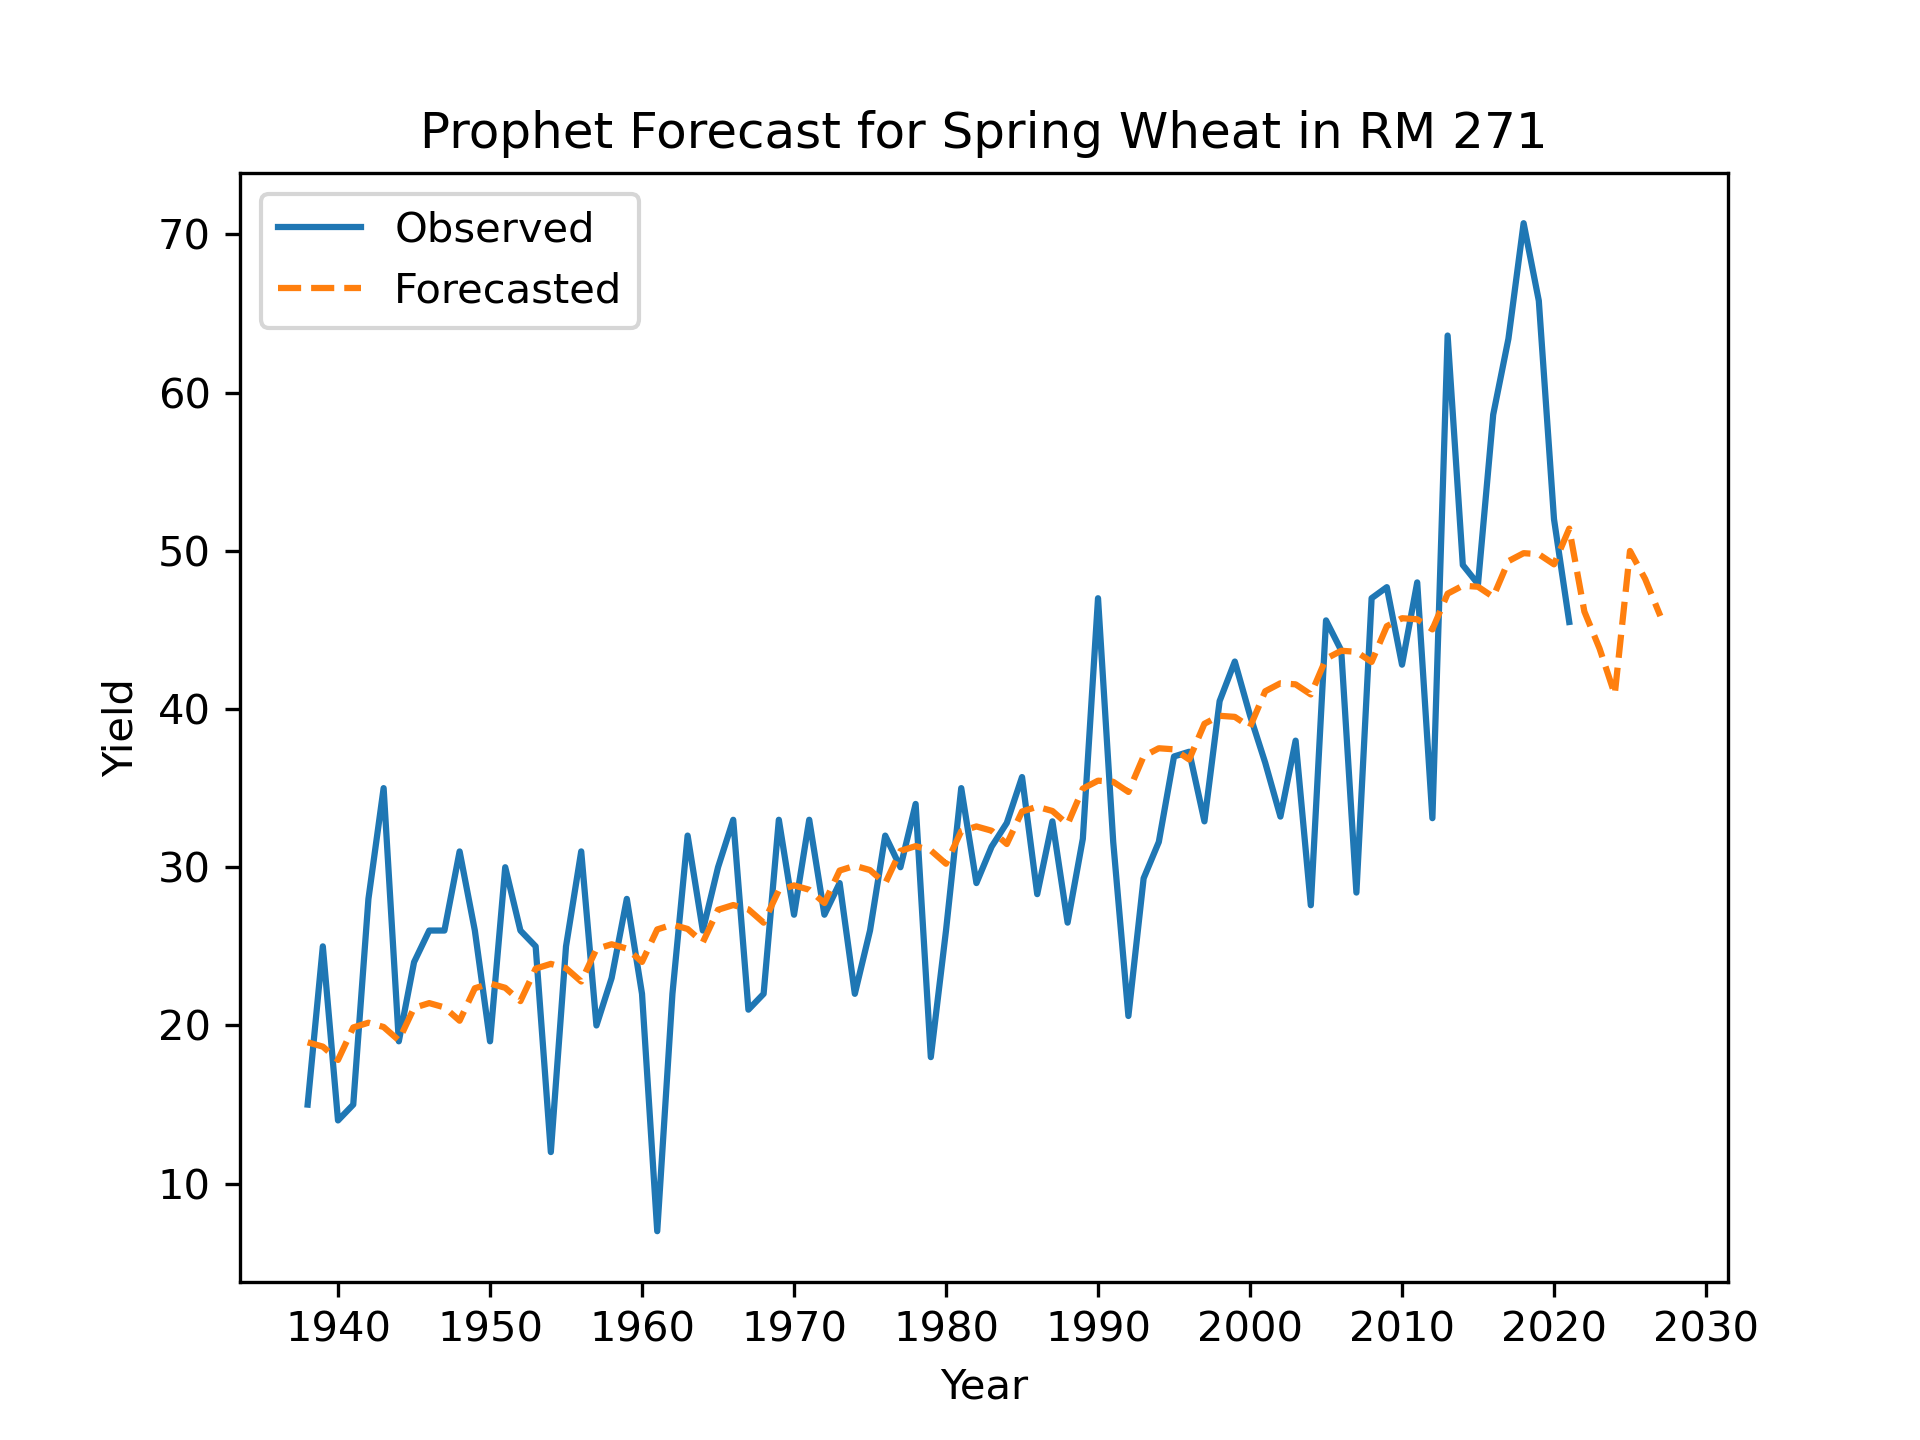 Prophet Forecast for Spring Wheat in RM 271
Observed
Forecasted
70
60
50
40
30
20
10
Yield
1940 1950 1960 1970 1980 1990 2000 2010 2020 2030
Year